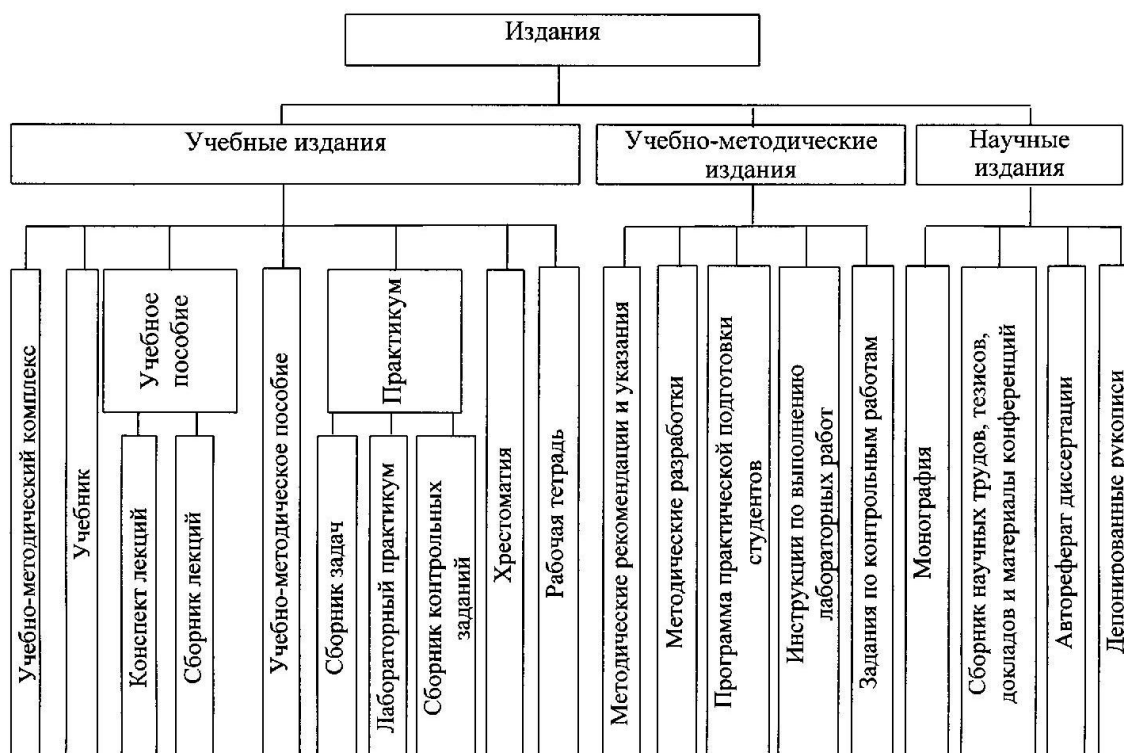 Издания
Учебные издания
Учебно-методические
издания
Научные
издания
Учебно-методический комплекс
Учебник
Учебное
пособие
Конспект лекций
Сборник лекций
Учебно-методическое пособие
Практикум
Сборник задач
Лабораторный практикум
Сборник контрольных
заданий
Хрестоматия
Рабочая тетрадь
Методические рекомендации и указания
Методические разработки
Программа практической подготовки
студентов
Инструкции по выполнению
лабораторных работ
Задания по контрольным работам
Монография
Сборник научных трудов, тезисов,
докладов и материалы конференций
Автореферат диссертации
Депонированные рукописи